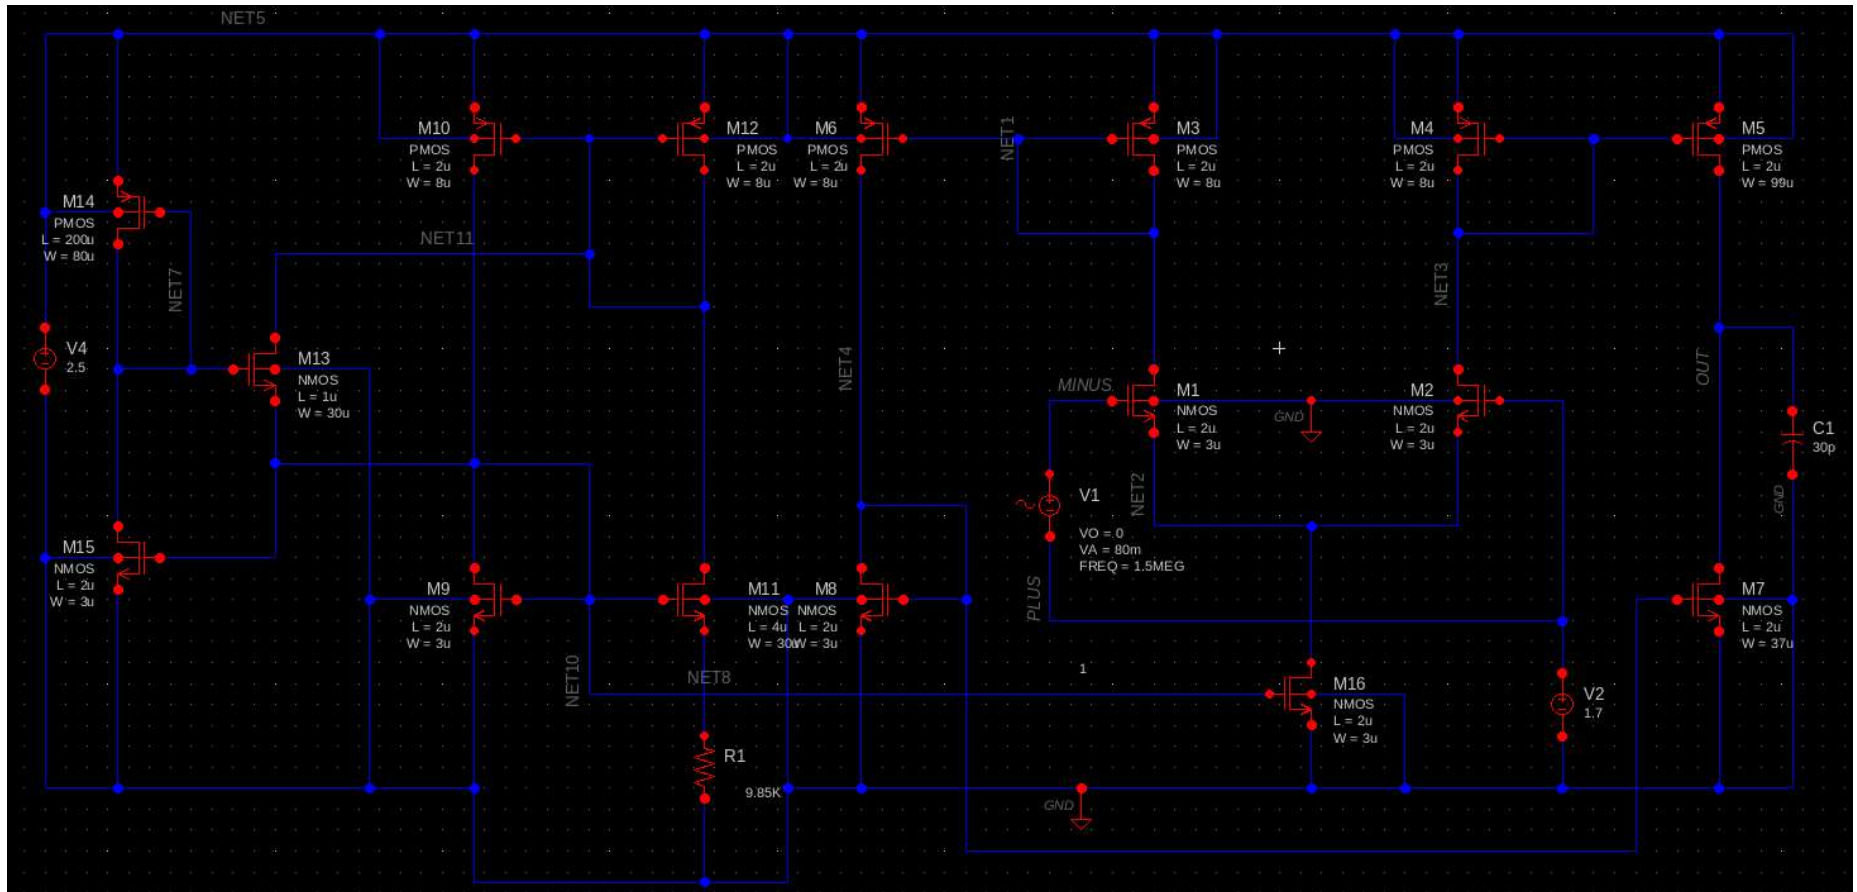 NET5
M10
PMOS
L = 2u
W = 8u
M12
PMOS
L = 2u
W = 8u
M6
PMOS
L = 2u
W = 8u
NET1
M3
PMOS
L = 2u
W = 8u
M4
PMOS
L = 2u
W = 8u
M5
PMOS
L = 2u
W = 99u
M14
PMOS
L = 200u
W = 80u
NET7
NET11
NET3
V4
2.5
M13
NMOS
L = 1u
W = 30u
NET4
MINUS
M1
NMOS
L = 2u
W = 3u
GND
M2
NMOS
L = 2u
W = 3u
OUT
C1
30p
GND
NET2
V1
VO = 0
VA = 80m
FREQ = 1.5MEG
M15
NMOS
L = 2u
W = 3u
M9
NMOS
L = 2u
W = 3u
M11
NMOS
L = 4u
W = 30u
M8
NMOS
L = 2u
W = 3u
PLUS
M7
NMOS
L = 2u
W = 37u
NET10
NET8
1
M16
NMOS
L = 2u
W = 3u
V2
1.7
R1
9.85K
GND